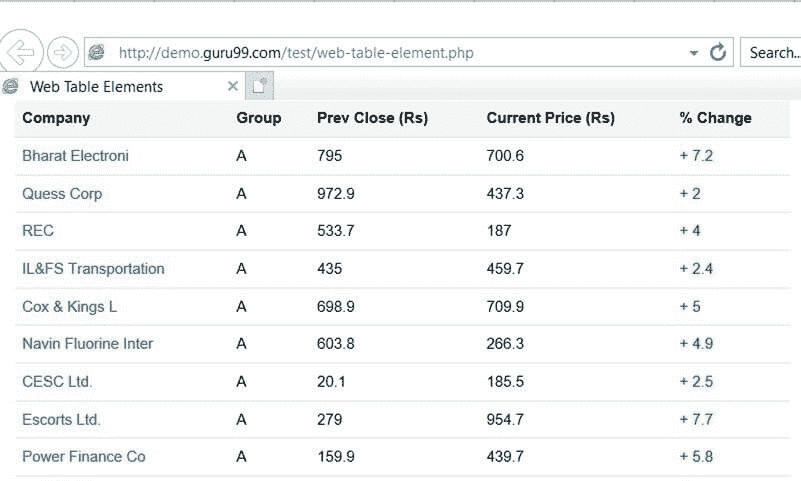 http://demo.guru99.com/test/web-table-element.php Search...
Web Table Elements
Company Group Prev Close (Rs) Current Price (Rs) % Change
Bharat Electroni A 795 700.6 + 7.2
Quess Corp A 972.9 437.3 + 2
REC A 533.7 187 + 4
IL&FS Transportation A 435 459.7 + 2.4
Cox & Kings L A 698.9 709.9 + 5
Navin Fluorine Inter A 603.8 266.3 + 4.9
CESC Ltd. A 20.1 185.5 + 2.5
Escorts Ltd. A 279 954.7 + 7.7
Power Finance Co A 159.9 439.7 + 5.8